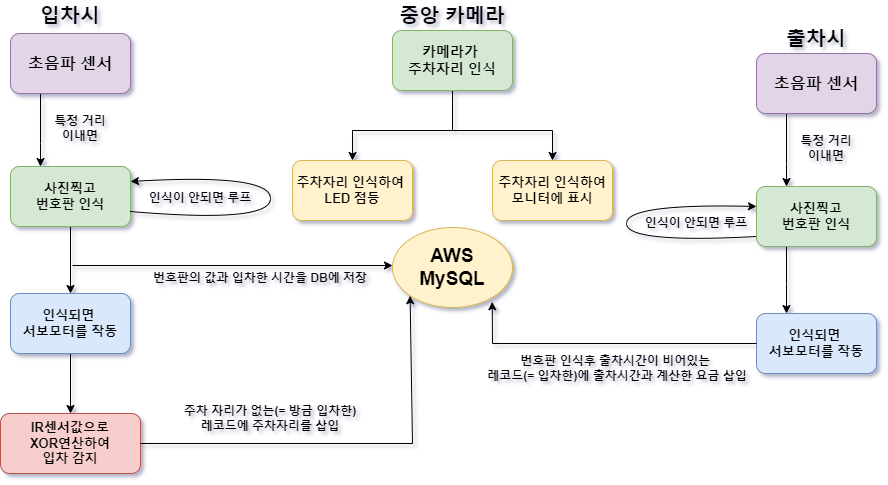 입차시
초음파 센서
특정 거리
이내면
사진찍고
번호판 인식
인식이 안되면 루프
번호판의 값과 입차한 시간을 DB에 저장
인식되면
서보모터를 작동
IR센서값으로
XOR연산하여
입차 감지
주차 자리가 없는(= 방금 입차한)
레코드에 주차자리를 삽입
중앙 카메라
카메라가
주차자리 인식
주차자리 인식하여
LED 점등
주차자리 인식하여
모니터에 표시
AWS
MySQL
출차시
초음파 센서
특정 거리
이내면
사진찍고
번호판 인식
인식이 안되면 루프
인식되면
서보모터를 작동
번호판 인식후 출차시간이 비어있는
레코드(= 입차한)에 출차시간과 계산한 요금 삽입